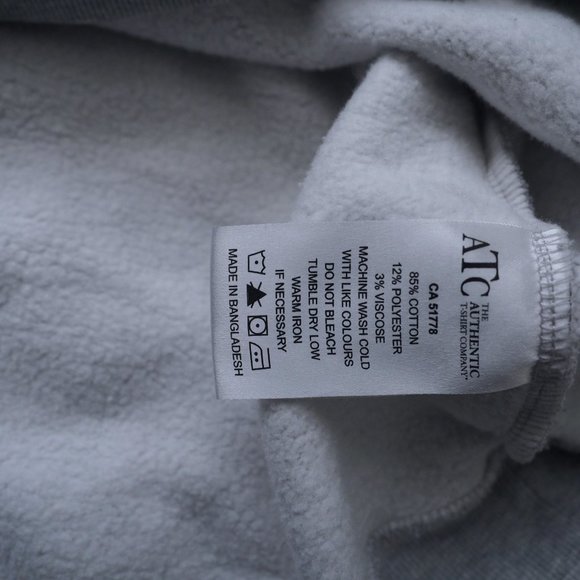 ATC THE AUTHENTIC T-SHIRT COMPANY
CA 51778
85% COTTON
12% POLYESTER
3% VISCOSE
MACHINE WASH COLD
WITH LIKE COLOURS
DO NOT BLEACH
TUMBLE DRY LOW
WARM IRON
IF NECESSARY
MADE IN BANGLADESH